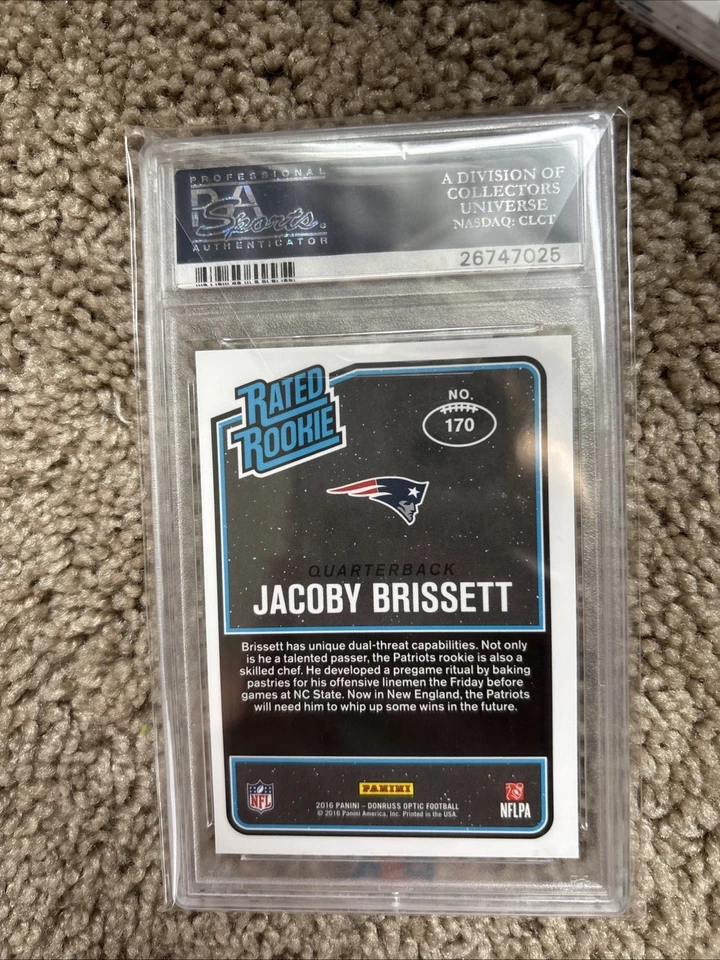 PROFESSIONAL
PSA
Sports
AUTHENTICATOR
A DIVISION OF
COLLECTORS
UNIVERSE
NASDAQ: CLCT
26747025
RATED
ROOKIE
NO.
170
QUARTERBACK
JACOBY BRISSETT
Brissett has unique dual-threat capabilities. Not only
is he a talented passer, the Patriots rookie is also a
skilled chef. He developed a pregame ritual by baking
pastries for his offensive linemen the Friday before
games at NC State. Now in New England, the Patriots
will need him to whip up some wins in the future.
NFL
PANINI
2016 PANINI – DONRUSS OPTIC FOOTBALL
© 2016 Panini America, Inc. Printed in the USA.
NFLPA